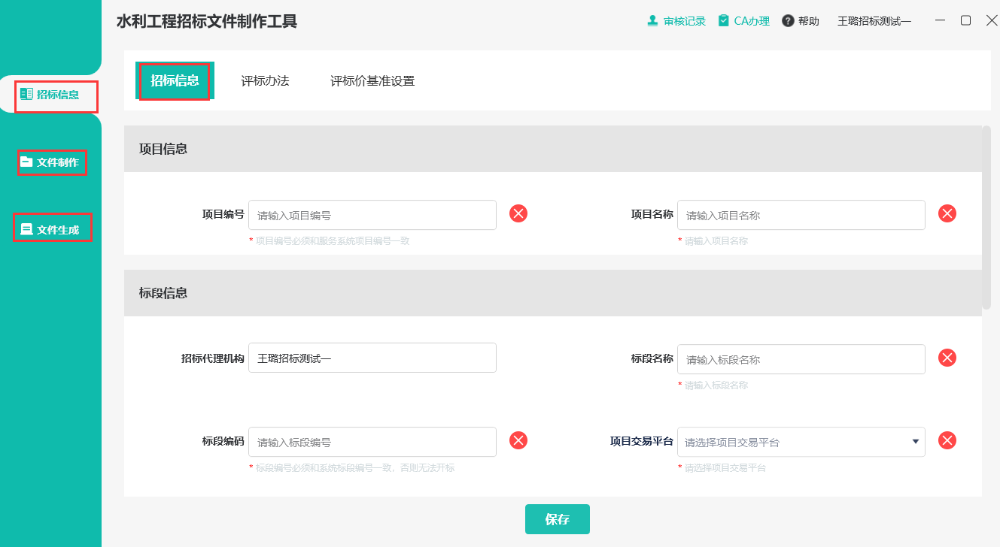 水利工程招标文件制作工具
审核记录 CA办理 帮助 王璐招标测试一
招标信息 评标办法 评标价基准设置
招标信息
文件制作
文件生成
项目信息
项目编号 请输入项目编号 项目名称 请输入项目名称
* 项目编号必须和服务系统项目编号一致 * 请输入项目名称
标段信息
招标代理机构 王璐招标测试一 标段名称 请输入标段名称
* 请输入标段名称
标段编码 请输入标段编号 项目交易平台 请选择项目交易平台
* 标段编号必须和系统标段编号一致，否则无法开标 * 请选择项目交易平台
保存